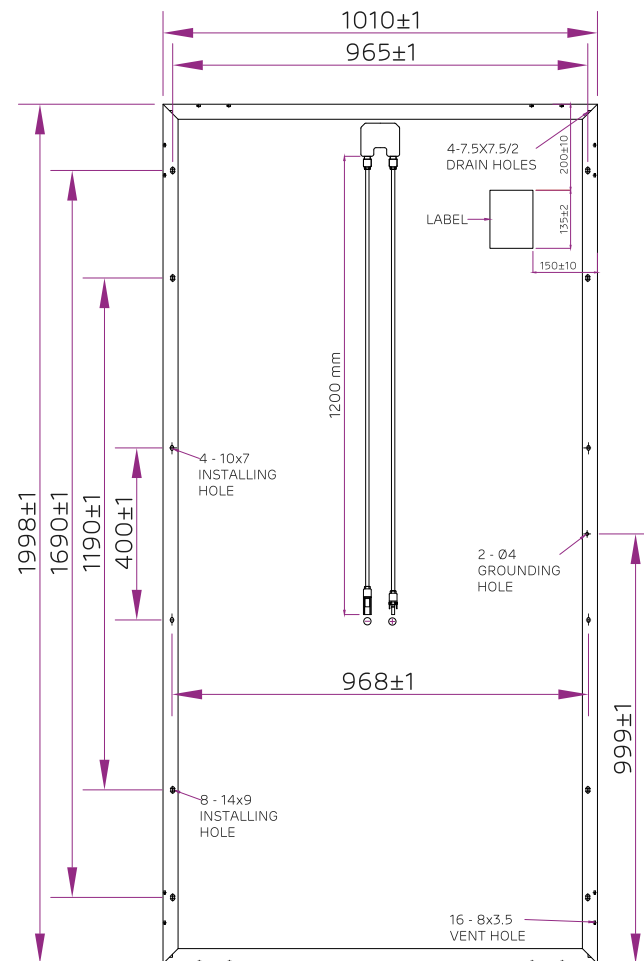 1010±1
965±1
4-7.5X7.5/2
DRAIN HOLES
200±10
LABEL
135±2
150±10
1200 mm
4 - 10x7
INSTALLING
HOLE
1998±1
1690±1
1190±1
400±1
2 - Ø4
GROUNDING
HOLE
968±1
999±1
8 - 14x9
INSTALLING
HOLE
16 - 8x3.5
VENT HOLE